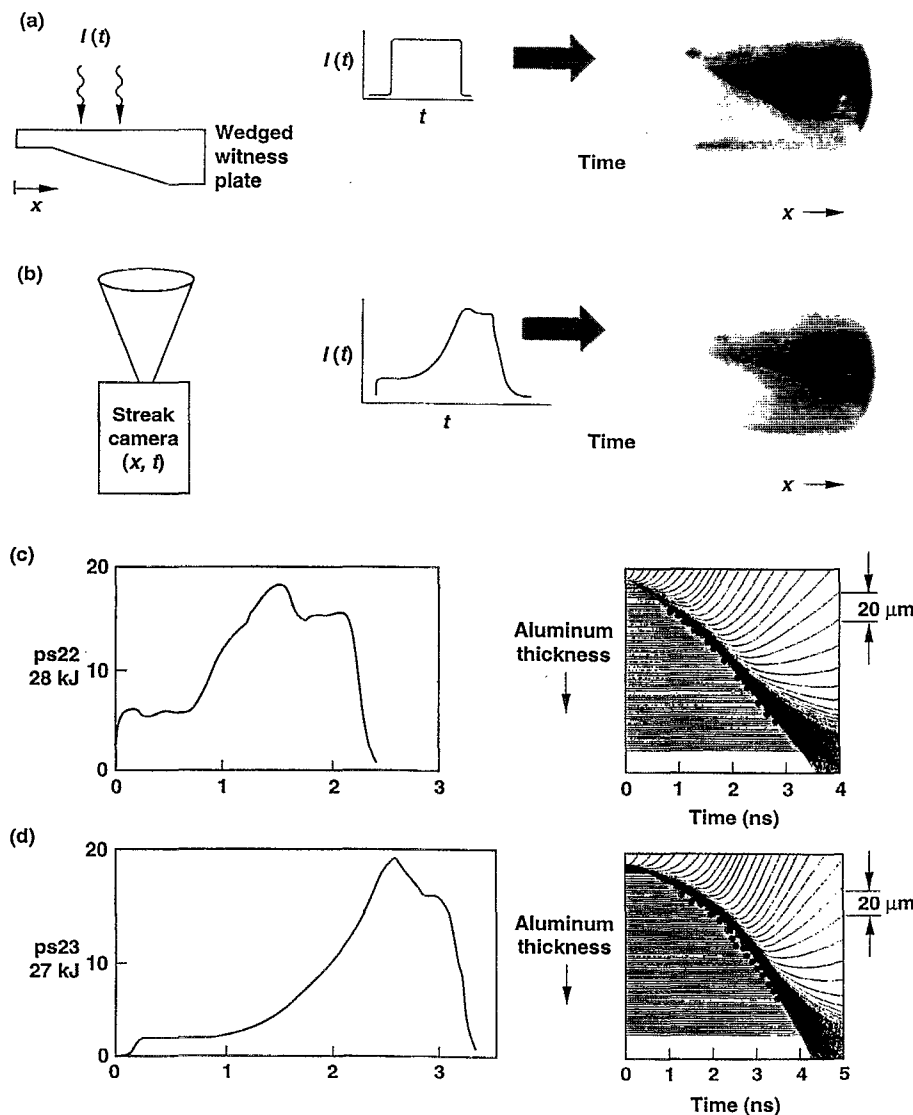 (a)
I (t)
Wedged
witness
plate
x
I (t)
t
Time
x
(b)
Streak
camera
(x, t)
I (t)
t
Time
x
(c)
ps22
28 kJ
20
10
0
0 1 2 3
Aluminum
thickness
20 μm
0 1 2 3 4
Time (ns)
(d)
ps23
27 kJ
20
10
0
0 1 2 3
Aluminum
thickness
20 μm
0 1 2 3 4 5
Time (ns)